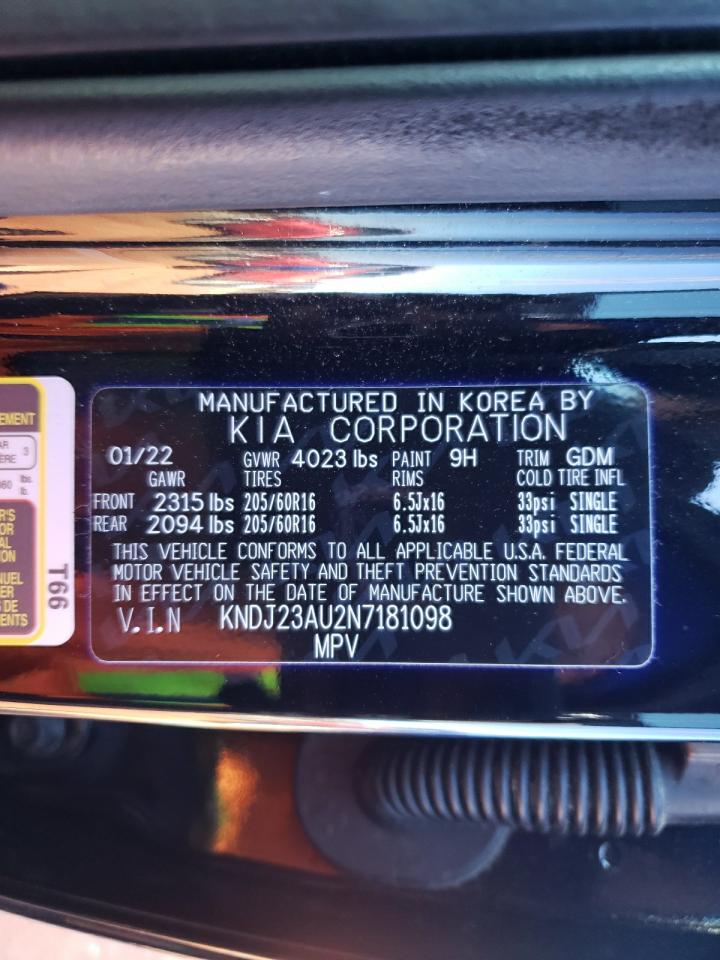 MANUFACTURED IN KOREA BY
KIA CORPORATION
01/22 GVWR 4023 lbs PAINT 9H TRIM GDM
GAWR TIRES RIMS COLD TIRE INFL
FRONT 2315 lbs 205/60R16 6.5Jx16 33psi SINGLE
REAR 2094 lbs 205/60R16 6.5Jx16 33psi SINGLE
THIS VEHICLE CONFORMS TO ALL APPLICABLE U.S.A. FEDERAL
MOTOR VEHICLE SAFETY AND THEFT PREVENTION STANDARDS
IN EFFECT ON THE DATE OF MANUFACTURE SHOWN ABOVE.
V.I.N KNDJ23AU2N7181098
MPV
3
lbs.
lb.
T66